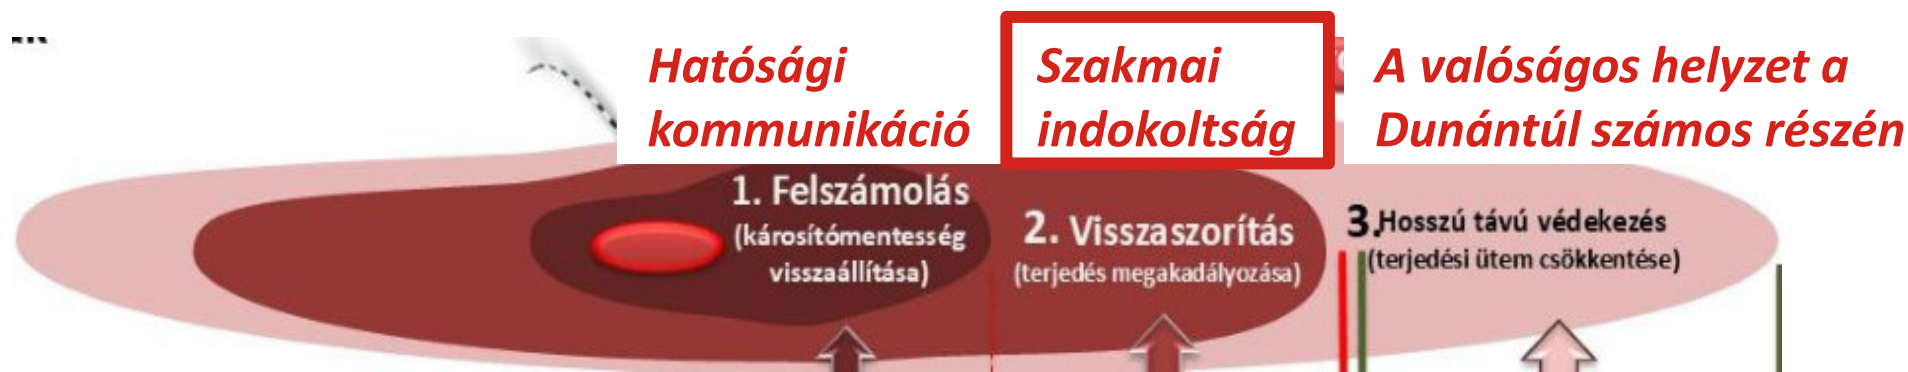 Hatósági
kommunikáció
Szakmai
indokoltság
A valóságos helyzet a
Dunántúl számos részén
1. Felszámolás
(károsítómentesség
visszaállítása)
2. Visszaszorítás
(terjedés megakadályozása)
3.Hosszú távú védekezés
(terjedési ütem csökkentése)